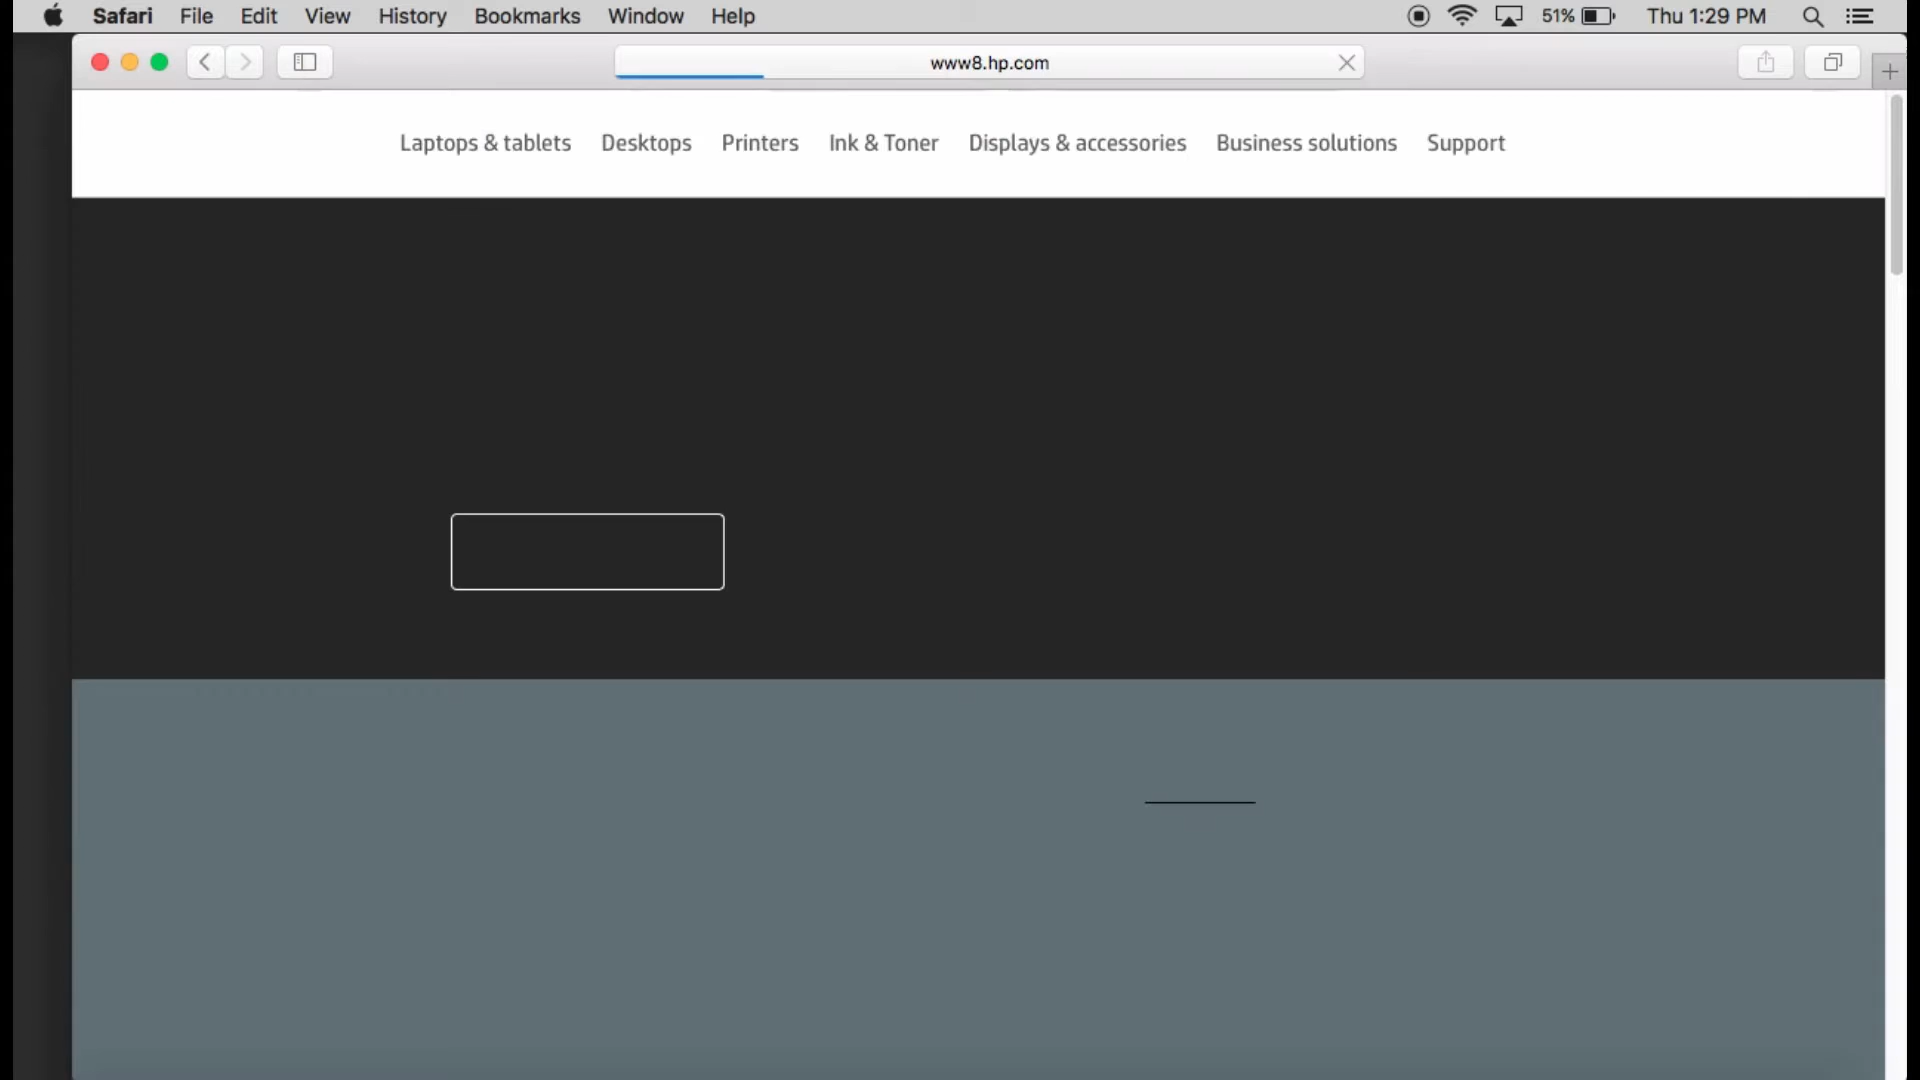 Safari File Edit View History Bookmarks Window Help 51% Thu 1:29 PM
www8.hp.com
Laptops & tablets Desktops Printers Ink & Toner Displays & accessories Business solutions Support